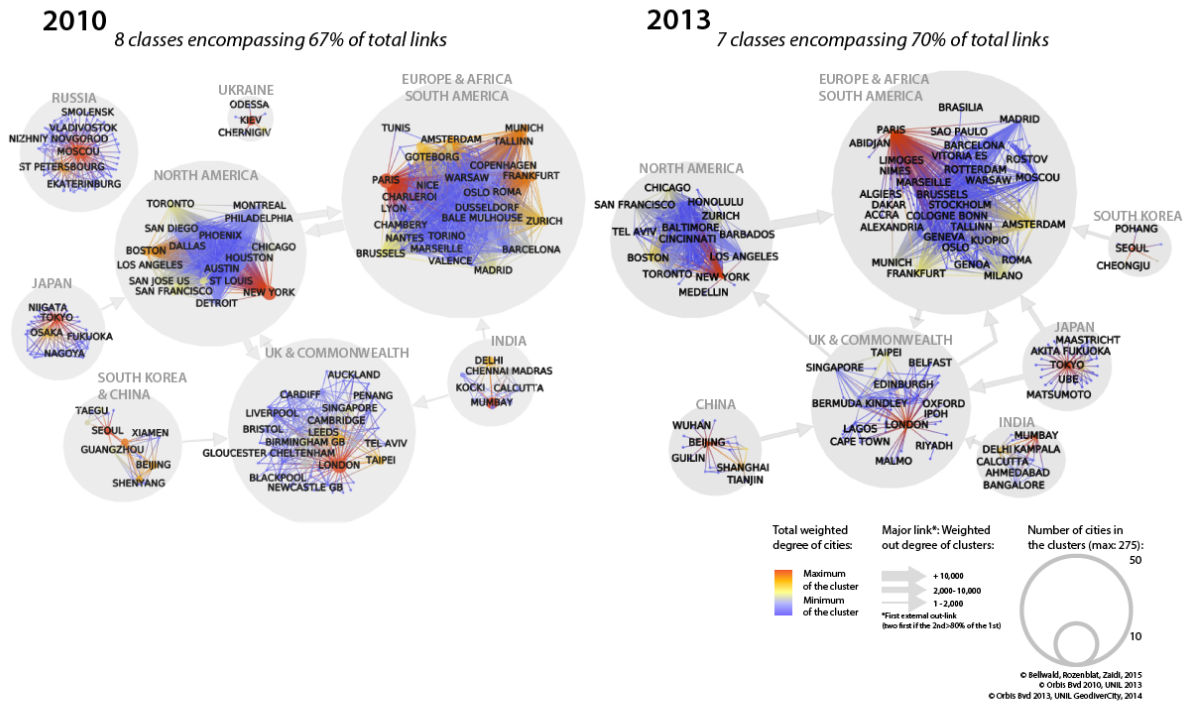 2010
8 classes encompassing 67% of total links
RUSSIA
SMOLENSK
VLADIVOSTOK
NIZHNIY NOVGOROD
MOSCOU
ST PETERSBOURG
EKATERINBURG
UKRAINE
ODESSA
KIEV
CHERNIGIV
EUROPE & AFRICA
SOUTH AMERICA
TUNIS
MUNICH
AMSTERDAM
TALLINN
GOTEBORG
COPENHAGEN
PARIS
NICE
WARSAW
FRANKFURT
CHARLEROI
OSLO ROMA
LYON
DUSSELDORF
BALE MULHOUSE
ZURICH
CHAMBERY
NANTES
TORINO
MARSEILLE
BARCELONA
BRUSSELS
VALENCE
MADRID
NORTH AMERICA
TORONTO
MONTREAL
PHILADELPHIA
SAN DIEGO
PHOENIX
BOSTON
DALLAS
CHICAGO
HOUSTON
LOS ANGELES
AUSTIN
SAN JOSE US
ST LOUIS
SAN FRANCISCO
NEW YORK
DETROIT
JAPAN
NIIGATA
TOKYO
OSAKA
FUKUOKA
NAGOYA
SOUTH KOREA
& CHINA
TAEGU
SEOUL
XIAMEN
GUANGZHOU
BEIJING
SHENYANG
UK & COMMONWEALTH
AUCKLAND
CARDIFF
PENANG
LIVERPOOL
SINGAPORE
CAMBRIDGE
BRISTOL
LEEDS
BIRMINGHAM GB
TEL AVIV
GLOUCESTER CHELTENHAM
LONDON
TAIPEI
BLACKPOOL
NEWCASTLE GB
INDIA
DELHI
CHENNAI MADRAS
KOCKI
CALCUTTA
MUMBAY
2013
7 classes encompassing 70% of total links
EUROPE & AFRICA
SOUTH AMERICA
BRASILIA
MADRID
PARIS
SAO PAULO
ABIDJAN
BARCELONA
VITORIA ES
LIMOGES
ROSTOV
NIMES
ROTTERDAM
MARSEILLE
WARSAW
MOSCOU
ALGIERS
BRUSSELS
DAKAR
STOCKHOLM
ACCRA
COLOGNE BONN
ALEXANDRIA
TALLINN
AMSTERDAM
GENEVA
KUOPIO
OSLO
MUNICH
GENOA
ROMA
FRANKFURT
MILANO
NORTH AMERICA
CHICAGO
SAN FRANCISCO
HONOLULU
ZURICH
TEL AVIV
BALTIMORE
BARBADOS
CINCINNATI
BOSTON
LOS ANGELES
TORONTO
NEW YORK
MEDELLIN
SOUTH KOREA
POHANG
SEOUL
CHEONGJU
UK & COMMONWEALTH
TAIPEI
SINGAPORE
BELFAST
EDINBURGH
BERMUDA KINDLEY
OXFORD
IPOH
LAGOS
LONDON
CAPE TOWN
RIYADH
MALMO
JAPAN
MAASTRICHT
AKITA FUKUOKA
TOKYO
UBE
MATSUMOTO
CHINA
WUHAN
BEIJING
GUILIN
SHANGHAI
TIANJIN
INDIA
MUMBAY
DELHI KAMPALA
CALCUTTA
AHMEDABAD
BANGALORE
Total weighted
degree of cities:
Maximum
of the cluster
Minimum
of the cluster
Major link*: Weighted
out degree of clusters:
+ 10,000
2,000- 10,000
1 - 2,000
*First external out-link
(two first if the 2nd>80% of the 1st)
Number of cities in
the clusters (max: 275):
50
10
© Bellwald, Rozenblat, Zaidi, 2015
© Orbis Bvd 2010, UNIL 2013
© Orbis Bvd 2013, UNIL GeodiverCity, 2014